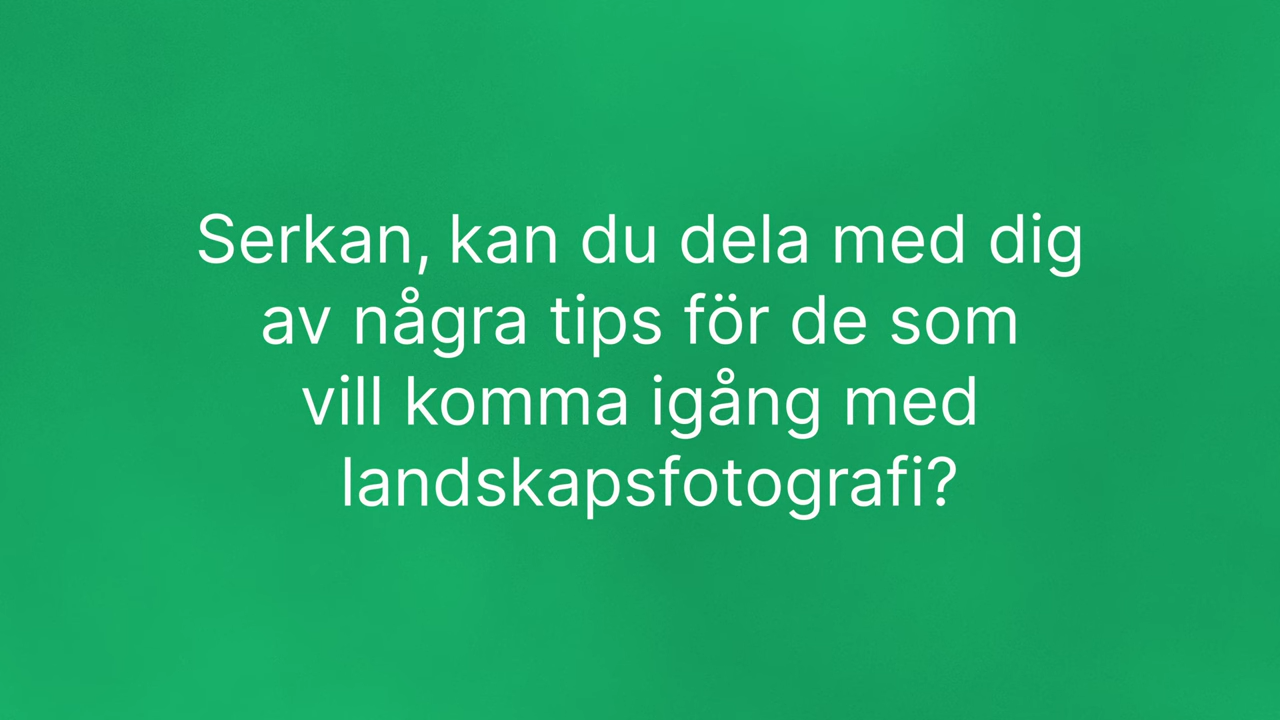 Serkan, kan du dela med dig
av några tips för de som
vill komma igång med
landskapsfotografi?